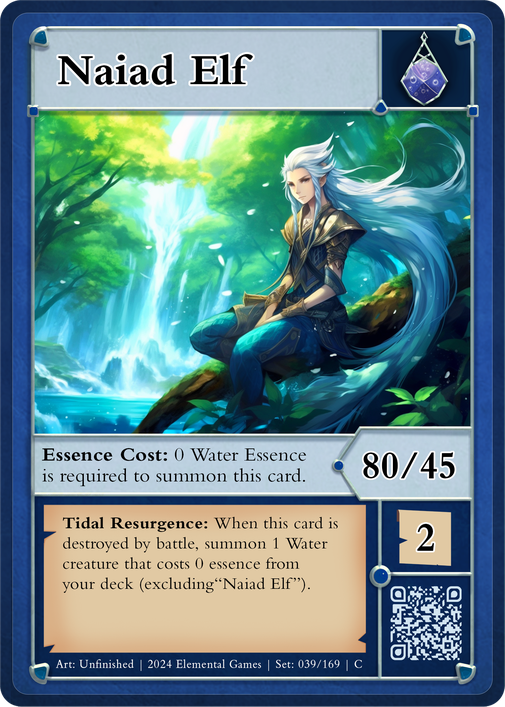 Naiad Elf
Essence Cost: 0 Water Essence
is required to summon this card.
80/45
Tidal Resurgence: When this card is
destroyed by battle, summon 1 Water
creature that costs 0 essence from
your deck (excluding“Naiad Elf”).
2
Art: Unfinished | 2024 Elemental Games | Set: 039/169 | C